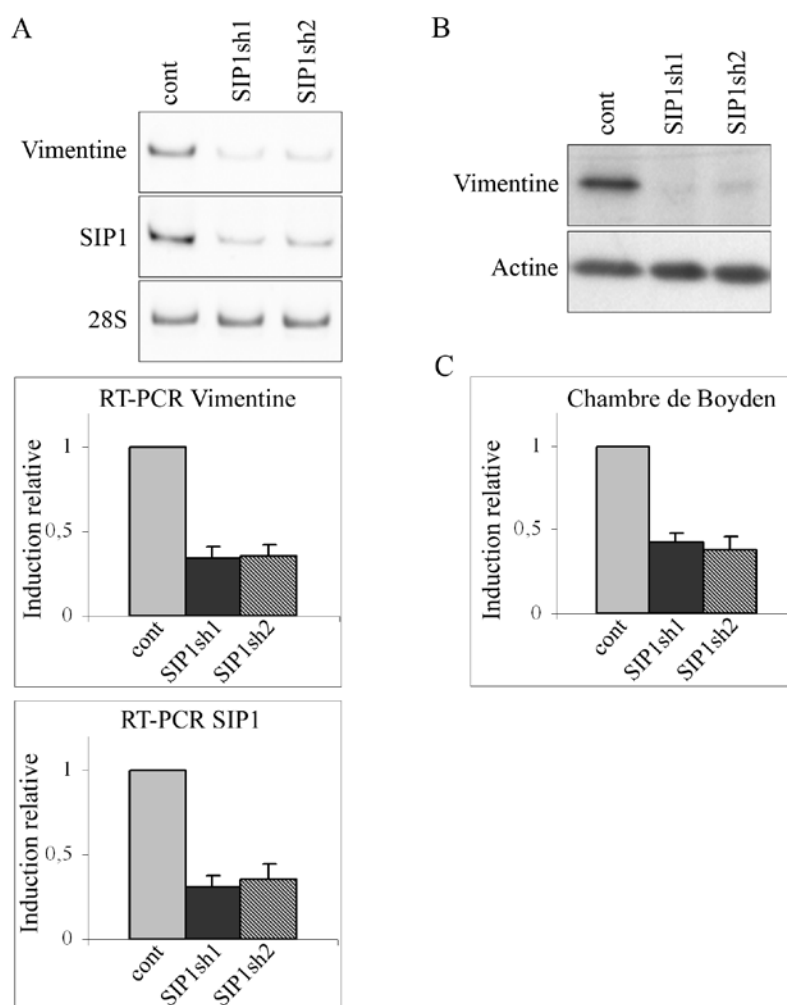 A
cont
SIP1sh1
SIP1sh2
Vimentine
SIP1
28S
RT-PCR Vimentine
Induction relative
1
0,5
0
cont
SIP1sh1
SIP1sh2
RT-PCR SIP1
Induction relative
1
0,5
0
cont
SIP1sh1
SIP1sh2
B
cont
SIP1sh1
SIP1sh2
Vimentine
Actine
C
Chambre de Boyden
Induction relative
1
0,5
0
cont
SIP1sh1
SIP1sh2